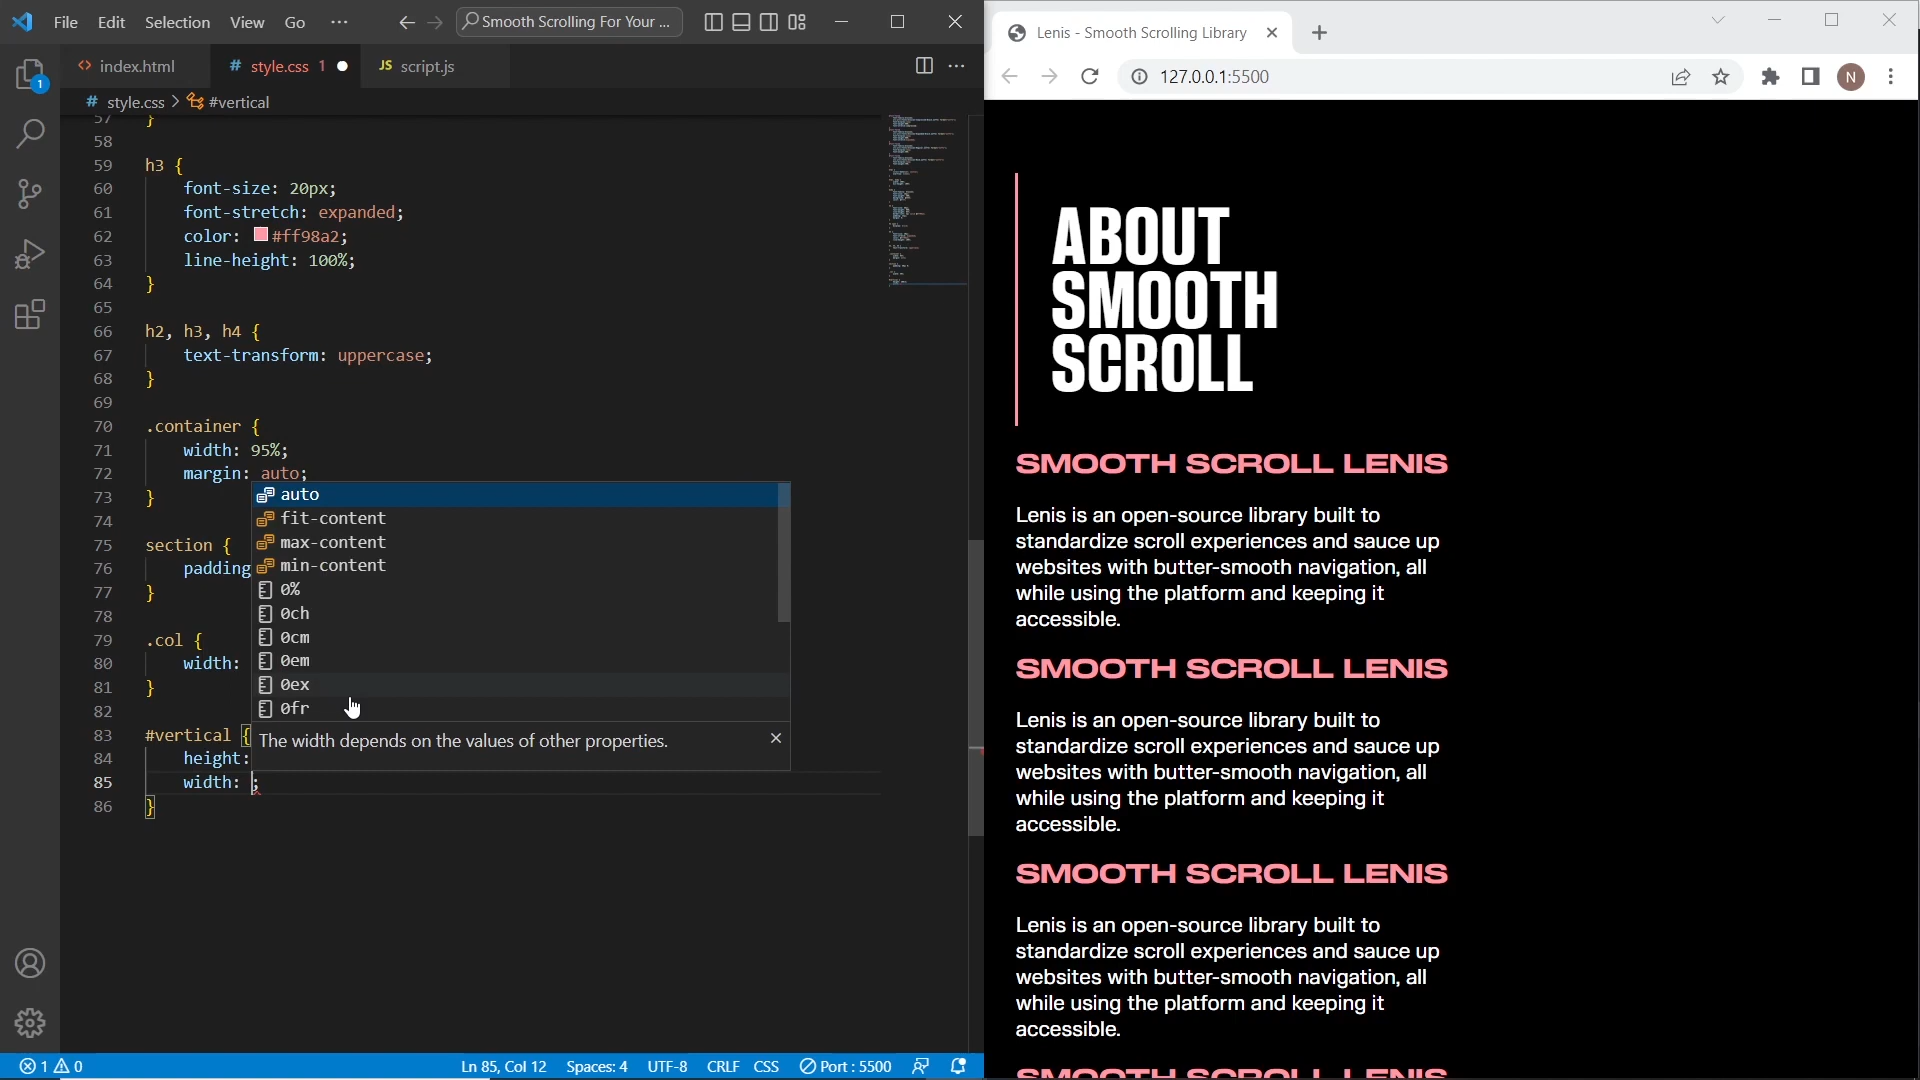 File Edit Selection View Go ···
Smooth Scrolling For Your ...
index.html
# style.css 1
JS script.js
# style.css > #vertical
57 }
58
59 h3 {
60 font-size: 20px;
61 font-stretch: expanded;
62 color: #ff98a2;
63 line-height: 100%;
64 }
65
66 h2, h3, h4 {
67 text-transform: uppercase;
68 }
69
70 .container {
71 width: 95%;
72 margin: auto;
73 }
74
75 section {
76 padding
77 }
78
79 .col {
80 width:
81 }
82
83 #vertical {
84 height:
85 width: ;
86 }
auto
fit-content
max-content
min-content
0%
0ch
0cm
0em
0ex
0fr
The width depends on the values of other properties.
1
1 0
Ln 85, Col 12 Spaces: 4 UTF-8 CRLF CSS Port : 5500
Lenis - Smooth Scrolling Library
127.0.0.1:5500
N
ABOUT
SMOOTH
SCROLL
SMOOTH SCROLL LENIS
Lenis is an open-source library built to
standardize scroll experiences and sauce up
websites with butter-smooth navigation, all
while using the platform and keeping it
accessible.
SMOOTH SCROLL LENIS
Lenis is an open-source library built to
standardize scroll experiences and sauce up
websites with butter-smooth navigation, all
while using the platform and keeping it
accessible.
SMOOTH SCROLL LENIS
Lenis is an open-source library built to
standardize scroll experiences and sauce up
websites with butter-smooth navigation, all
while using the platform and keeping it
accessible.
SMOOTH SCROLL LENIS